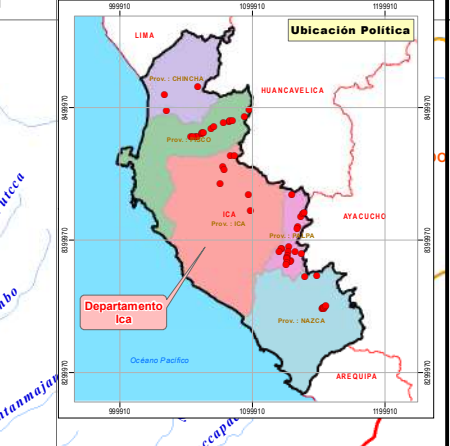 999910
1099910
1199910
Ubicación Política
LIMA
Prov. : CHINCHA
HUANCAVELICA
8499970
8499970
Prov. : PISCO
ICA
Prov. : ICA
AYACUCHO
Prov. : PALPA
8399970
8399970
Departamento
Ica
Prov. : NAZCA
Océano Pacífico
AREQUIPA
8299970
8299970
999910
1099910
1199910